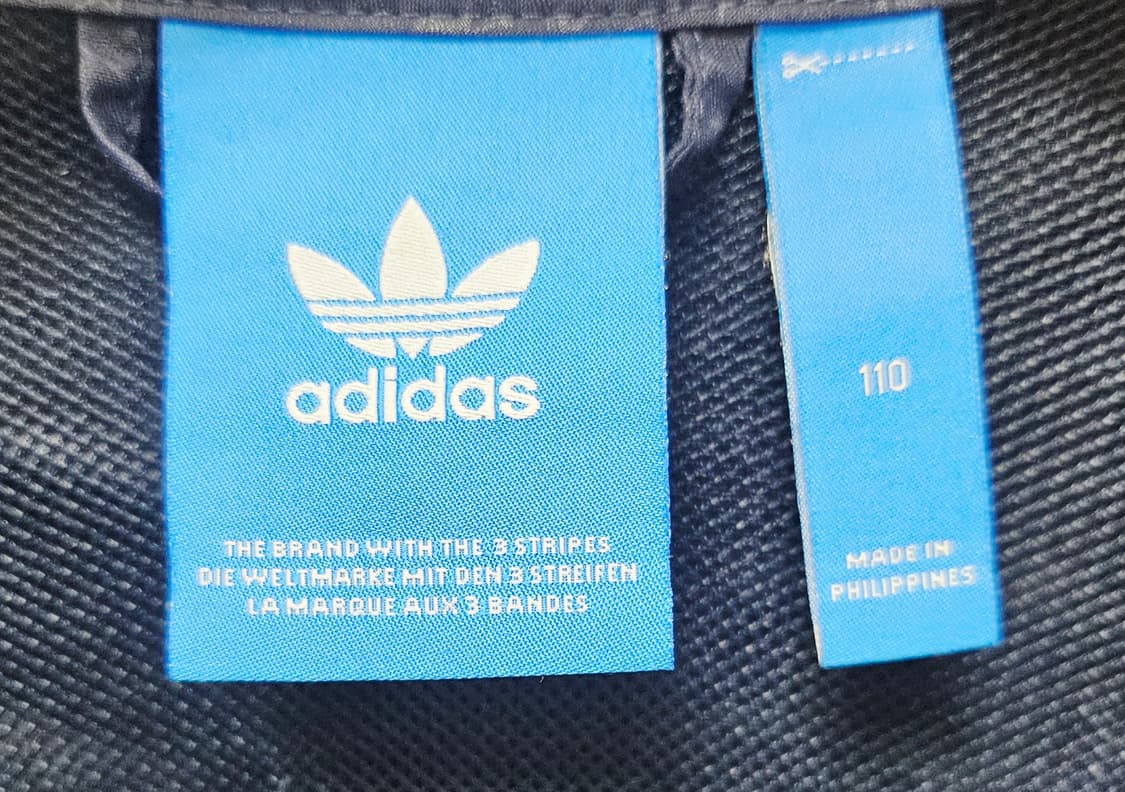 adidas
THE BRAND WITH THE 3 STRIPES
DIE WELTMARKE MIT DEN 3 STREIFEN
LA MARQUE AUX 3 BANDES
110
MADE IN
PHILIPPINES